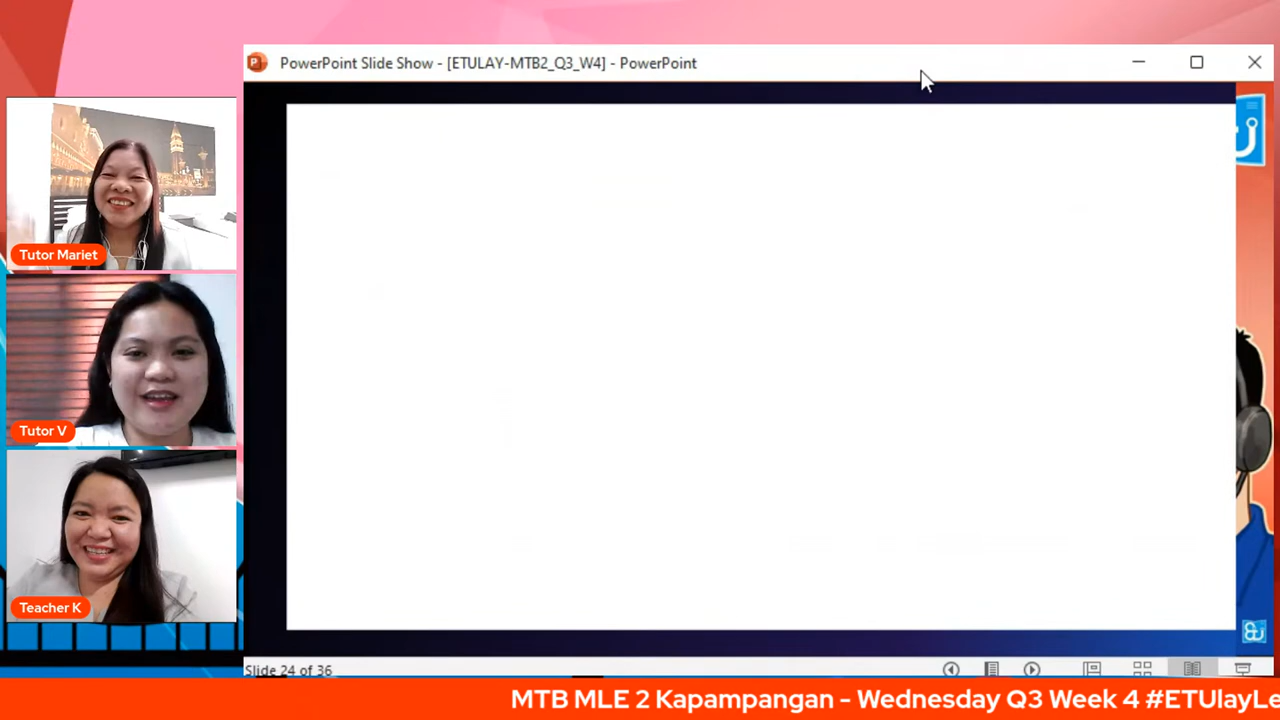 PowerPoint Slide Show - [ETULAY-MTB2_Q3_W4] - PowerPoint
Tutor Mariet
Tutor V
Teacher K
Slide 24 of 36
MTB MLE 2 Kapampangan - Wednesday Q3 Week 4 #ETUlayLe